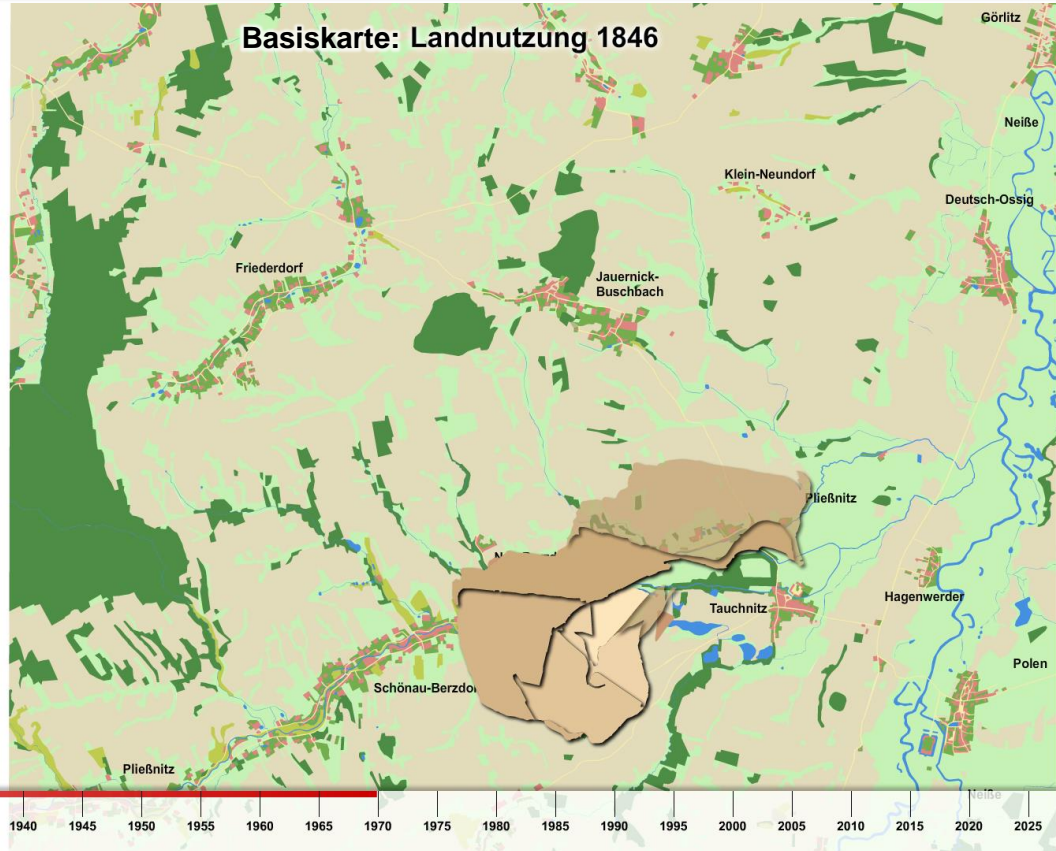 Basiskarte: Landnutzung 1846
Görlitz
Neiße
Klein-Neundorf
Deutsch-Ossig
Friederdorf
Jauernick-
Buschbach
Pließnitz
Tauchnitz
Hagenwerder
Polen
Schönau-Berzdo
Pließnitz
Neiße
1940 1945 1950 1955 1960 1965 1970 1975 1980 1985 1990 1995 2000 2005 2010 2015 2020 2025